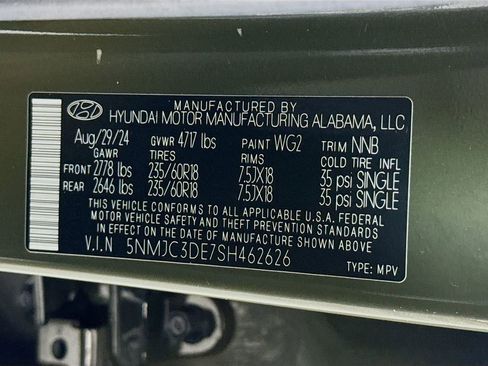 MANUFACTURED BY
HYUNDAI MOTOR MANUFACTURING ALABAMA, LLC
Aug/29/24 GVWR 4717 lbs PAINT WG2 TRIM NNB
GAWR TIRES RIMS COLD TIRE INFL
FRONT 2778 lbs 235/60R18 7.5JX18 35 psi SINGLE
REAR 2646 lbs 235/60R18 7.5JX18 35 psi SINGLE
THIS VEHICLE CONFORMS TO ALL APPLICABLE U.S.A. FEDERAL
MOTOR VEHICLE SAFETY AND THEFT PREVENTION STANDARDS
IN EFFECT ON THE DATE OF MANUFACTURE SHOWN ABOVE.
V.I.N 5NMJC3DE7SH462626
TYPE: MPV